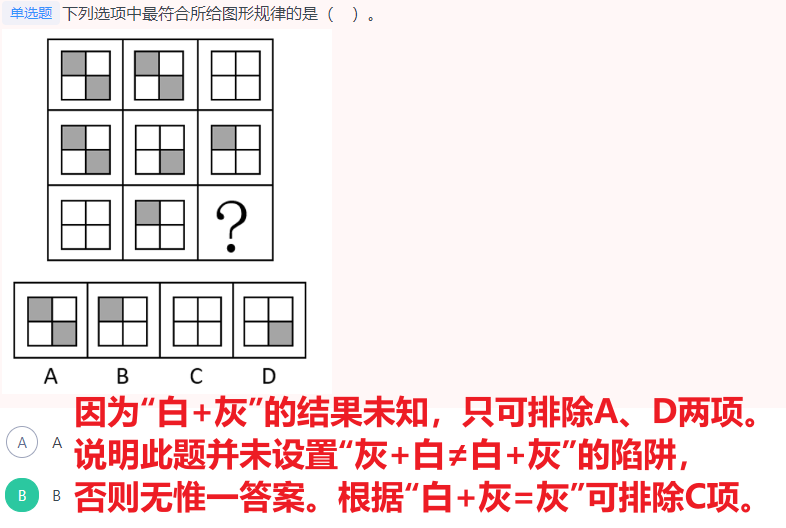 单选题 下列选项中最符合所给图形规律的是（ ）。
?
A B C D
因为“白+灰”的结果未知，只可排除A、D两项。
A A 说明此题并未设置“灰+白≠白+灰”的陷阱，
B B 否则无惟一答案。根据“白+灰=灰”可排除C项。